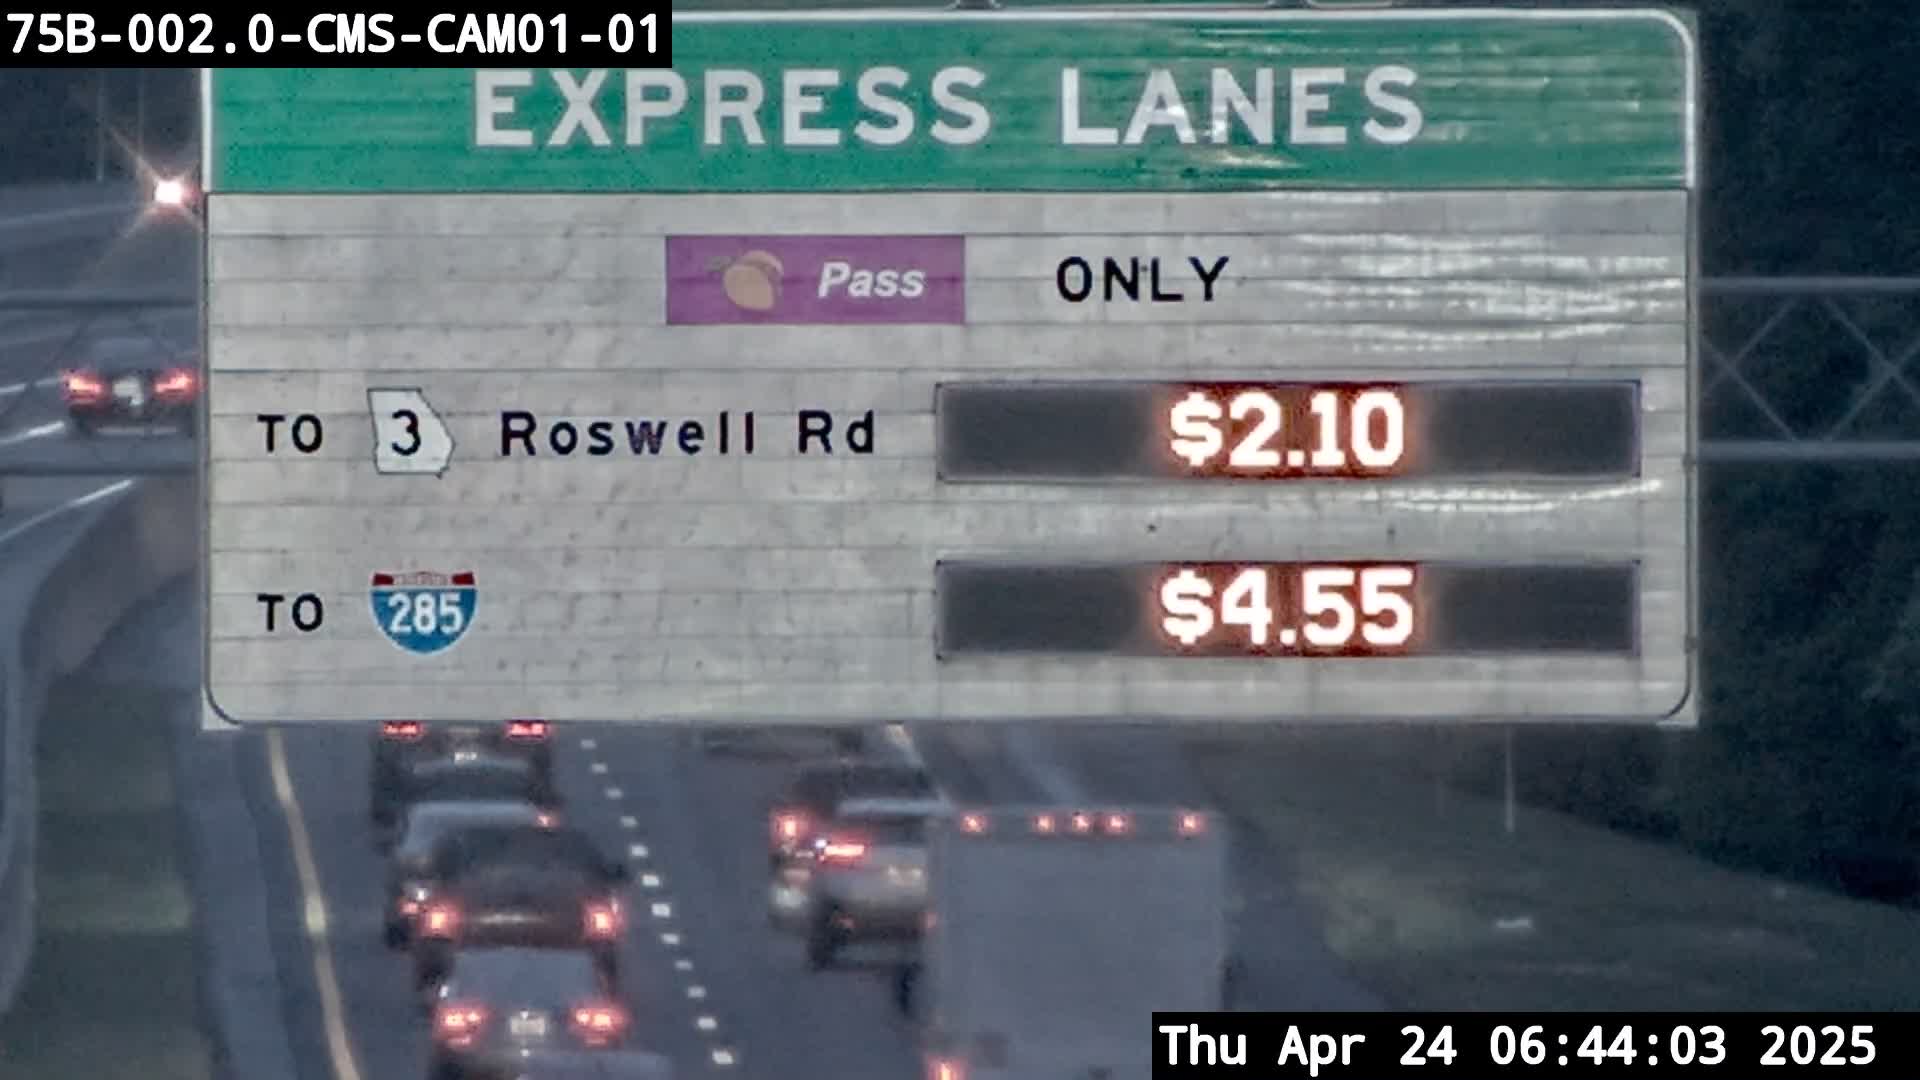 75B-002.0-CMS-CAM01-01
EXPRESS LANES
Pass ONLY
TO 3 Roswell Rd $2.10
TO 285 $4.55
Thu Apr 24 06:44:03 2025